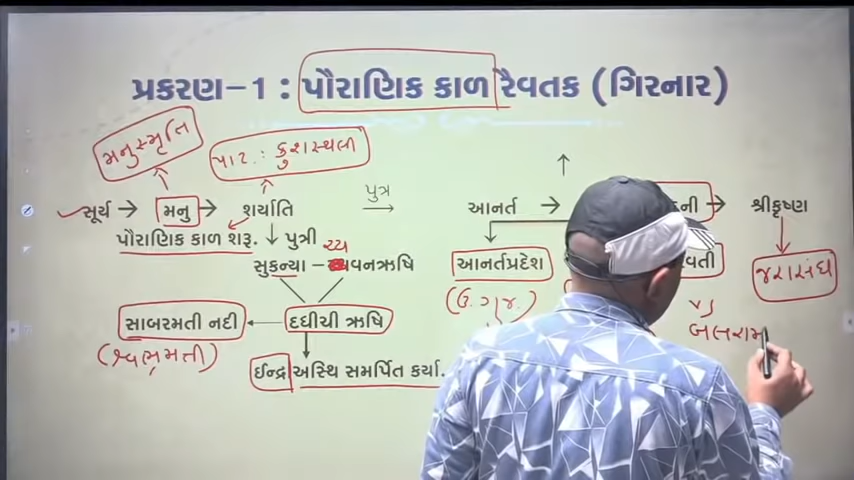 પ્રકરણ-1 : પૌરાણિક કાળ રૈવતક (ગિરનાર)
મનુસ્મૃતિ
પાટ. : કુશસ્થલી
સૂર્ય → મનુ → શર્યાતિ પુત્ર → આનર્ત → શ્રીકૃષ્ણ
પૌરાણિક કાળ શરૂ. પુત્રી
સુકન્યા - ચ્યવનઋષિ
આનર્તપ્રદેશ
જરાસંઘ
(ઉ. ગુજ.)
બલરામ
સાબરમતી નદી ← દધીચી ઋષિ
(શ્વભ્રમતી)
ઈન્દ્ર અસ્થિ સમર્પિત કર્યા.